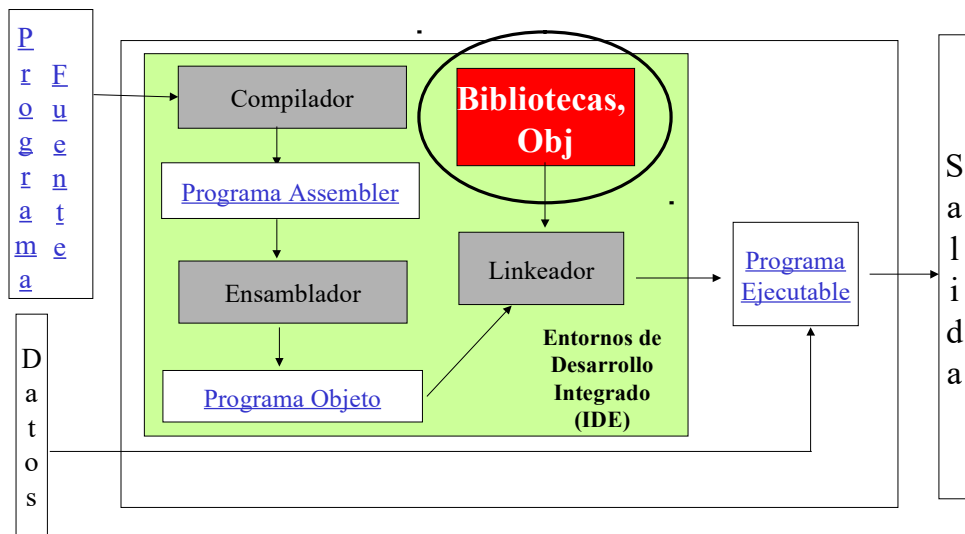 Programa
Fuente
Compilador
Bibliotecas,
Obj
Programa Assembler
Ensamblador
Linkeador
Programa
Ejecutable
Programa Objeto
Entornos de
Desarrollo
Integrado
(IDE)
Datos
Salida